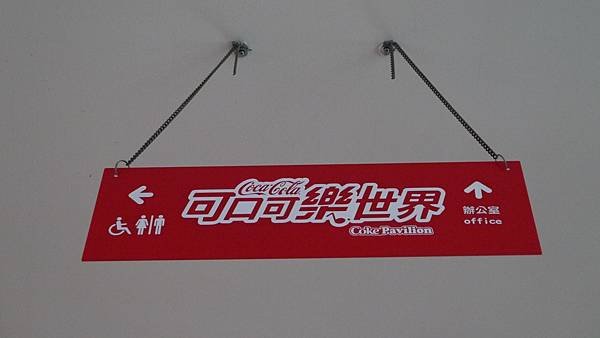 Coca-Cola
可口可樂世界
Coke Pavilion
辦公室
office